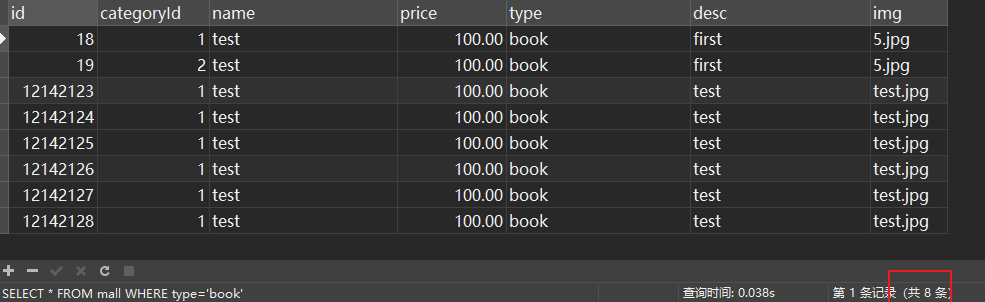 id categoryId name price type desc img
18 1 test 100.00 book first 5.jpg
19 2 test 100.00 book first 5.jpg
12142123 1 test 100.00 book test test.jpg
12142124 1 test 100.00 book test test.jpg
12142125 1 test 100.00 book test test.jpg
12142126 1 test 100.00 book test test.jpg
12142127 1 test 100.00 book test test.jpg
12142128 1 test 100.00 book test test.jpg
SELECT * FROM mall WHERE type='book' 查询时间: 0.038s 第 1 条记录 (共 8 条)